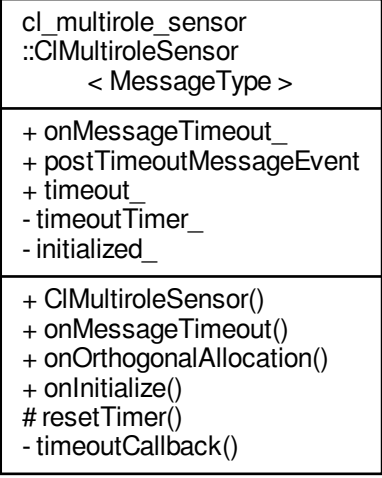 cl_multirole_sensor
::ClMultiroleSensor
< MessageType >
+ onMessageTimeout_
+ postTimeoutMessageEvent
+ timeout_
- timeoutTimer_
- initialized_
+ ClMultiroleSensor()
+ onMessageTimeout()
+ onOrthogonalAllocation()
+ onInitialize()
# resetTimer()
- timeoutCallback()